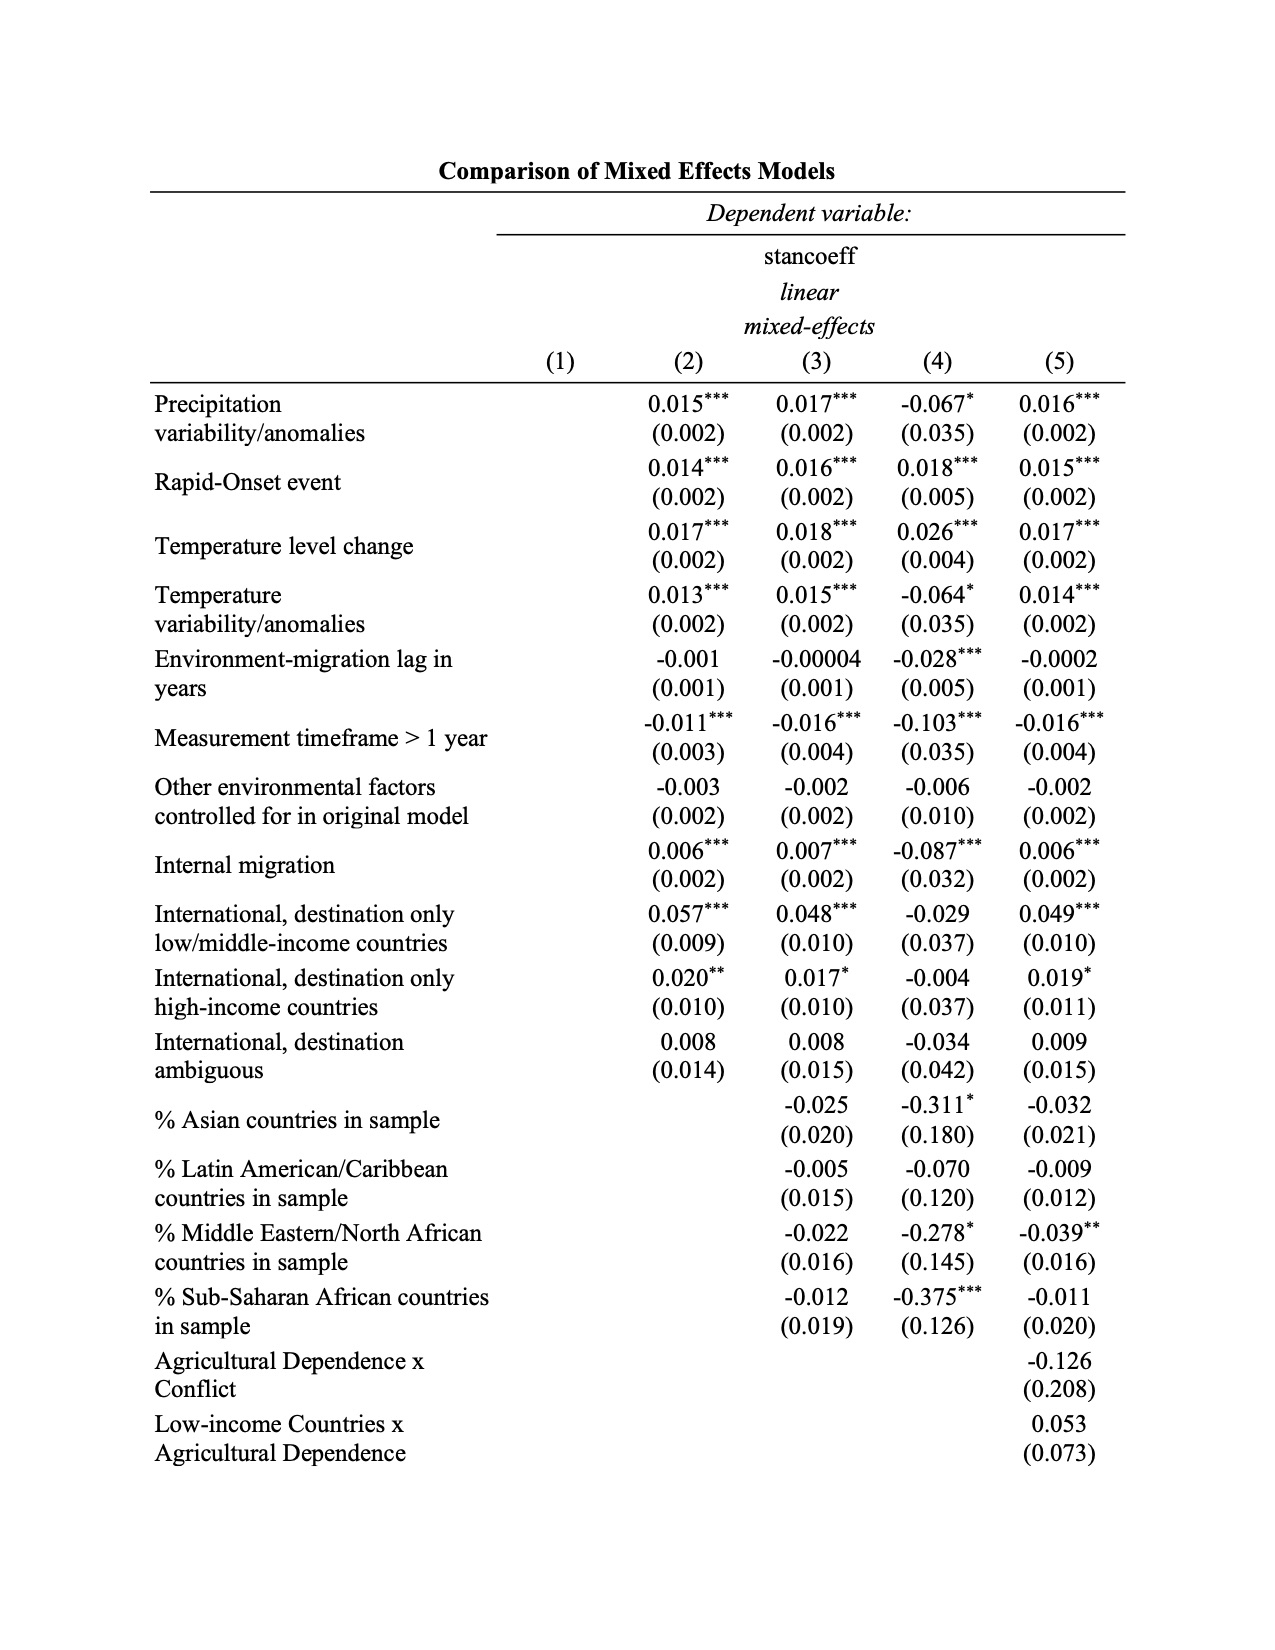 Comparison of Mixed Effects Models
Dependent variable:
stancoeff
linear
mixed-effects
(1) (2) (3) (4) (5)
Precipitation 0.015*** 0.017*** -0.067* 0.016***
variability/anomalies (0.002) (0.002) (0.035) (0.002)
Rapid-Onset event 0.014*** 0.016*** 0.018*** 0.015***
(0.002) (0.002) (0.005) (0.002)
Temperature level change 0.017*** 0.018*** 0.026*** 0.017***
(0.002) (0.002) (0.004) (0.002)
Temperature 0.013*** 0.015*** -0.064* 0.014***
variability/anomalies (0.002) (0.002) (0.035) (0.002)
Environment-migration lag in -0.001 -0.00004 -0.028*** -0.0002
years (0.001) (0.001) (0.005) (0.001)
Measurement timeframe > 1 year -0.011*** -0.016*** -0.103*** -0.016***
(0.003) (0.004) (0.035) (0.004)
Other environmental factors -0.003 -0.002 -0.006 -0.002
controlled for in original model (0.002) (0.002) (0.010) (0.002)
Internal migration 0.006*** 0.007*** -0.087*** 0.006***
(0.002) (0.002) (0.032) (0.002)
International, destination only 0.057*** 0.048*** -0.029 0.049***
low/middle-income countries (0.009) (0.010) (0.037) (0.010)
International, destination only 0.020** 0.017* -0.004 0.019*
high-income countries (0.010) (0.010) (0.037) (0.011)
International, destination 0.008 0.008 -0.034 0.009
ambiguous (0.014) (0.015) (0.042) (0.015)
% Asian countries in sample -0.025 -0.311* -0.032
(0.020) (0.180) (0.021)
% Latin American/Caribbean -0.005 -0.070 -0.009
countries in sample (0.015) (0.120) (0.012)
% Middle Eastern/North African -0.022 -0.278* -0.039**
countries in sample (0.016) (0.145) (0.016)
% Sub-Saharan African countries -0.012 -0.375*** -0.011
in sample (0.019) (0.126) (0.020)
Agricultural Dependence x -0.126
Conflict (0.208)
Low-income Countries x 0.053
Agricultural Dependence (0.073)